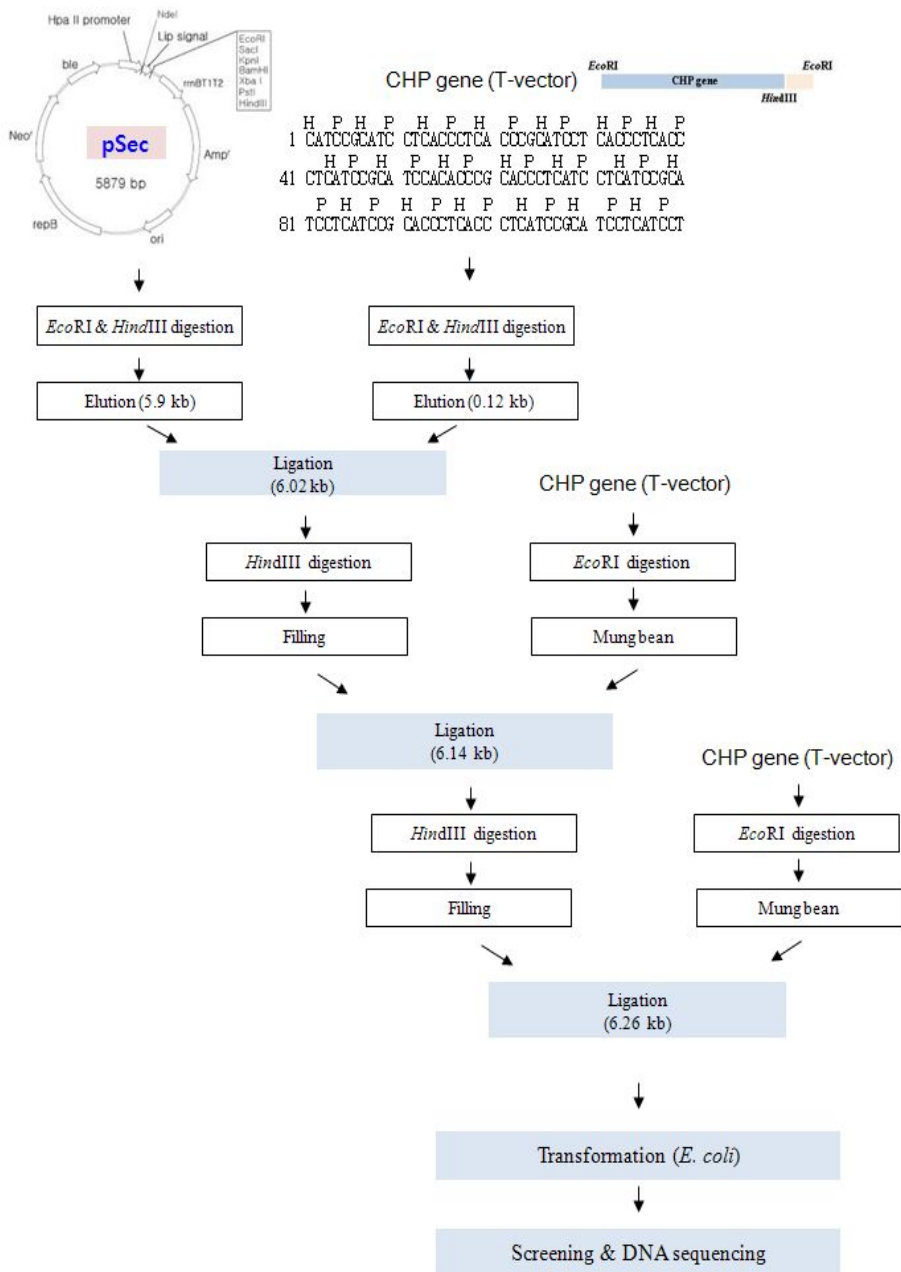 Hpa II promoter
NdeI
Lip signal
EcoRI
SacI
KpnI
BamHI
Xba I
PstI
HindIII
ble
rrnBT1T2
Neo^r
pSec
5879 bp
Amp^r
repB
ori
CHP gene (T-vector)
EcoRI
EcoRI
CHP gene
HindIII
H P H P H P H P H P H P H P H P
1 CATCCGCATC CTCACCCTCA CCCGCATCCT CACCCTCACC
H P H P H P H P H P H P H
41 CTCATCCGCA TCCACACCCG CACCCTCATC CTCATCCGCA
P H P H P H P H P H P H P
81 TCCTCATCCG CACCCTCACC CTCATCCGCA TCCTCATCCT
EcoRI & HindIII digestion
EcoRI & HindIII digestion
Elution (5.9 kb)
Elution (0.12 kb)
Ligation
(6.02 kb)
CHP gene (T-vector)
HindIII digestion
EcoRI digestion
Filling
Mung bean
Ligation
(6.14 kb)
CHP gene (T-vector)
HindIII digestion
EcoRI digestion
Filling
Mung bean
Ligation
(6.26 kb)
Transformation (E. coli)
Screening & DNA sequencing